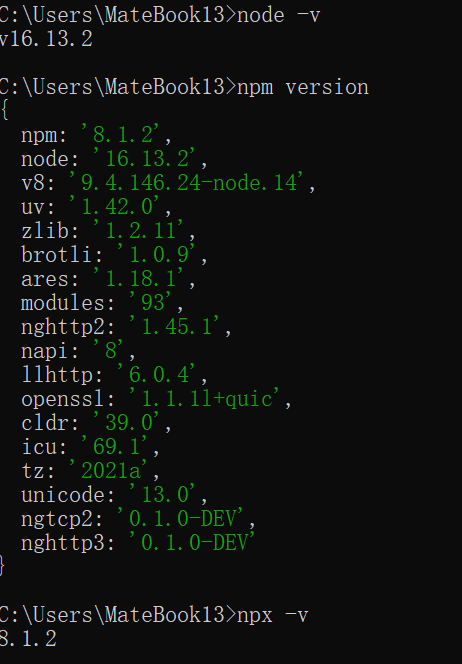 C:\Users\MateBook13>node -v
v16.13.2
C:\Users\MateBook13>npm version
{
  npm: '8.1.2',
  node: '16.13.2',
  v8: '9.4.146.24-node.14',
  uv: '1.42.0',
  zlib: '1.2.11',
  brotli: '1.0.9',
  ares: '1.18.1',
  modules: '93',
  nghttp2: '1.45.1',
  napi: '8',
  llhttp: '6.0.4',
  openssl: '1.1.1l+quic',
  cldr: '39.0',
  icu: '69.1',
  tz: '2021a',
  unicode: '13.0',
  ngtcp2: '0.1.0-DEV',
  nghttp3: '0.1.0-DEV'
}
C:\Users\MateBook13>npx -v
8.1.2